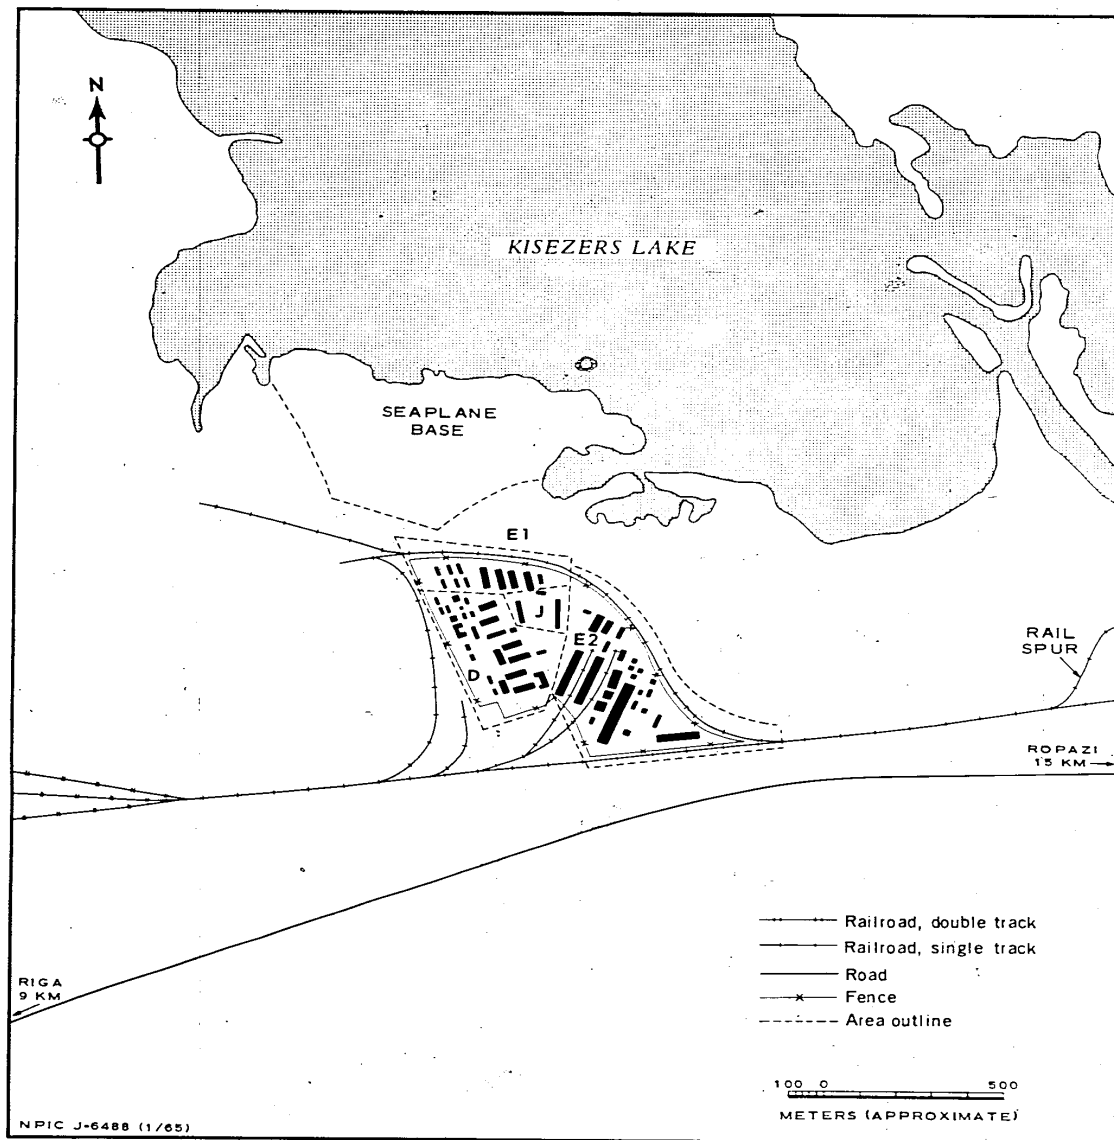 N
KISEZERS LAKE
SEAPLANE
BASE
E1
J
E2
D
RAIL
SPUR
ROPAZI
15 KM
RIGA
9 KM
Railroad, double track
Railroad, single track
Road
Fence
Area outline
100 0 500
METERS (APPROXIMATE)
NPIC J-6488 (1/65)